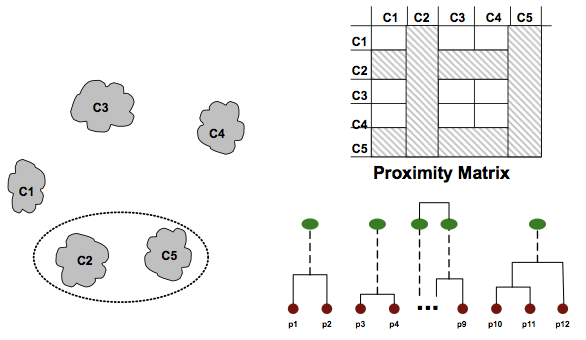 C3
C4
C1
C2
C5
C1 C2 C3 C4 C5
C1
C2
C3
C4
C5
Proximity Matrix
...
p1 p2 p3 p4 p9 p10 p11 p12